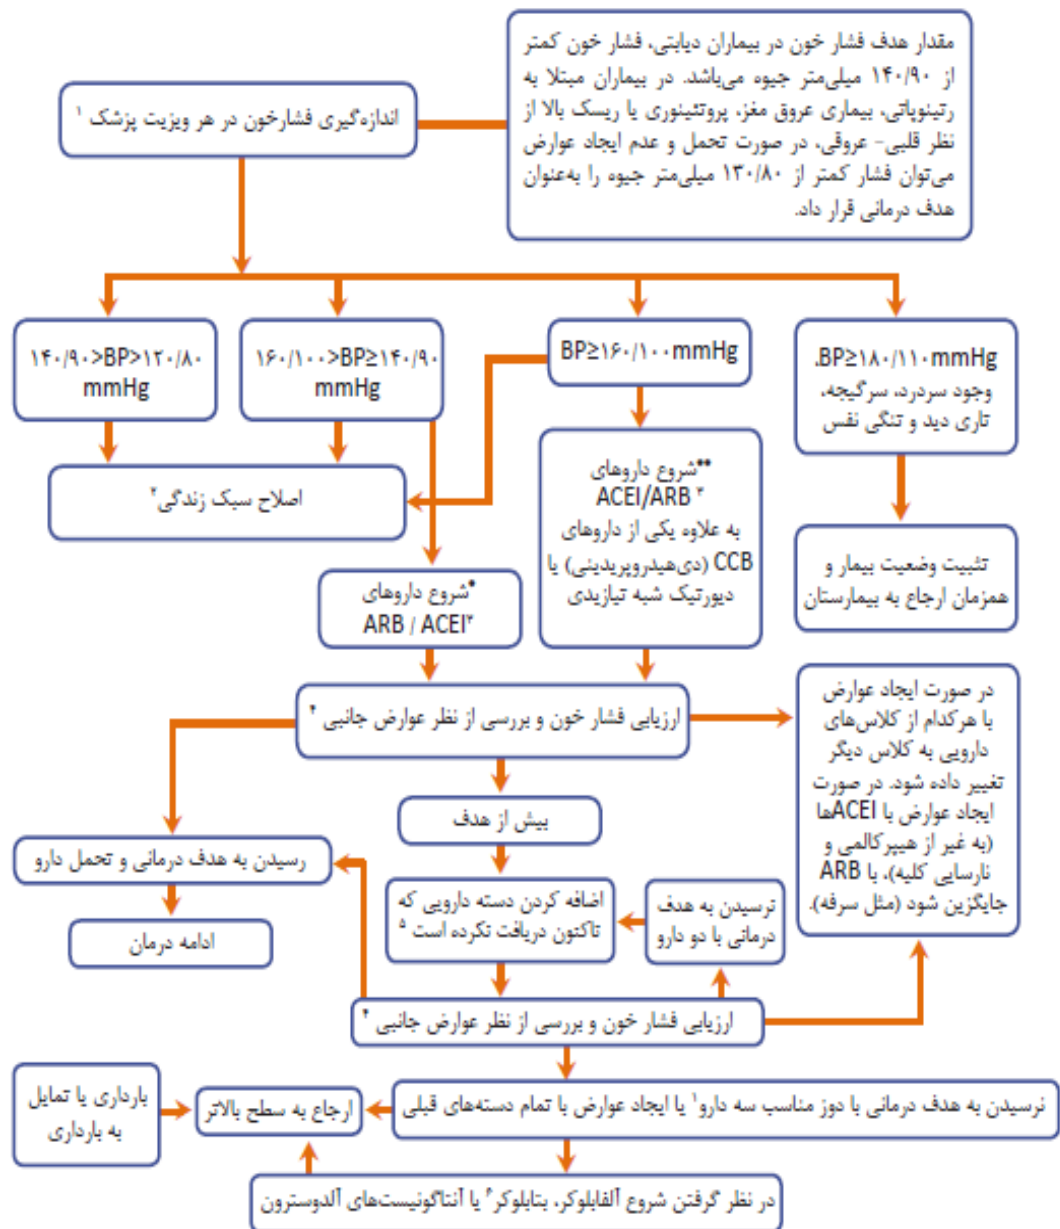 مقدار هدف فشار خون در بیماران دیابتی، فشار خون کمتر
از ۱۴۰/۹۰ میلی‌متر جیوه می‌باشد. در بیماران مبتلا به
رتینوپاتی، بیماری عروق مغز، پروتئینوری یا ریسک بالا از
نظر قلبی- عروقی، در صورت تحمل و عدم ایجاد عوارض
می‌توان فشار کمتر از ۱۳۰/۸۰ میلی‌متر جیوه را به‌عنوان
هدف درمانی قرار داد.
اندازه‌گیری فشارخون در هر ویزیت پزشک ۱
BP≥۱۸۰/۱۱۰mmHg.
وجود سردرد، سرگیجه،
تاری دید و تنگی نفس
BP≥۱۶۰/۱۰۰mmHg
۱۶۰/۱۰۰>BP≥۱۴۰/۹۰
mmHg
۱۴۰/۹۰>BP>۱۲۰/۸۰
mmHg
تثبیت وضعیت بیمار و
همزمان ارجاع به بیمارستان
**شروع داروهای
ACEI/ARB ۳
به علاوه یکی از داروهای
CCB (دی‌هیدروپریدینی) یا
دیورتیک شبه تیازیدی
اصلاح سبک زندگی۲
*شروع داروهای
ARB / ACEI۳
ارزیابی فشار خون و بررسی از نظر عوارض جانبی ۴
در صورت ایجاد عوارض
با هرکدام از کلاس‌های
دارویی به کلاس دیگر
تغییر داده شود. در صورت
ایجاد عوارض با ACEIها
(به غیر از هیپرکالمی و
نارسایی کلیه)، با ARB
جایگزین شود (مثل سرفه).
بیش از هدف
رسیدن به هدف درمانی و تحمل دارو
ادامه درمان
اضافه کردن دسته دارویی که
تاکنون دریافت نکرده است ۵
نرسیدن به هدف
درمانی با دو دارو
ارزیابی فشار خون و بررسی از نظر عوارض جانبی ۴
نرسیدن به هدف درمانی با دوز مناسب سه دارو۱ یا ایجاد عوارض با تمام دسته‌های قبلی
ارجاع به سطح بالاتر
بارداری یا تمایل
به بارداری
در نظر گرفتن شروع آلفابلوکر، بتابلوکر۶ یا آنتاگونیست‌های آلدوسترون